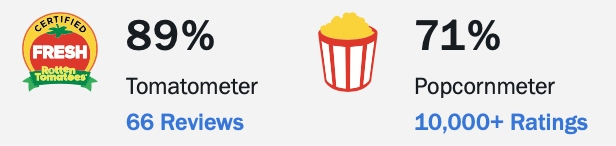 CERTIFIED
FRESH
Rotten
Tomatoes
89%
Tomatometer
66 Reviews
71%
Popcornmeter
10,000+ Ratings